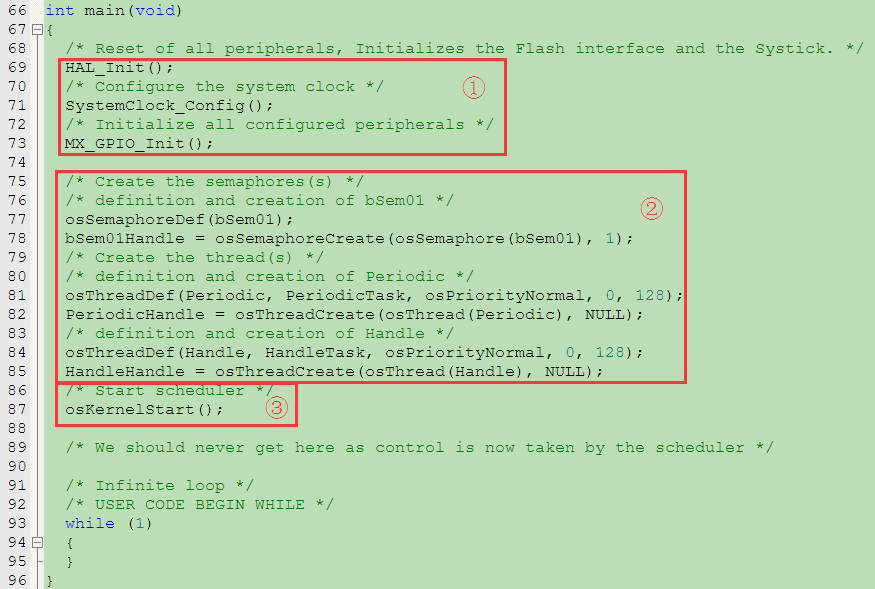 66 int main(void)
67 {
68 /* Reset of all peripherals, Initializes the Flash interface and the Systick. */
69 HAL_Init();
70 /* Configure the system clock */ ①
71 SystemClock_Config();
72 /* Initialize all configured peripherals */
73 MX_GPIO_Init();
74
75 /* Create the semaphores(s) */
76 /* definition and creation of bSem01 */ ②
77 osSemaphoreDef(bSem01);
78 bSem01Handle = osSemaphoreCreate(osSemaphore(bSem01), 1);
79 /* Create the thread(s) */
80 /* definition and creation of Periodic */
81 osThreadDef(Periodic, PeriodicTask, osPriorityNormal, 0, 128);
82 PeriodicHandle = osThreadCreate(osThread(Periodic), NULL);
83 /* definition and creation of Handle */
84 osThreadDef(Handle, HandleTask, osPriorityNormal, 0, 128);
85 HandleHandle = osThreadCreate(osThread(Handle), NULL);
86 /* Start scheduler */
87 osKernelStart(); ③
88
89 /* We should never get here as control is now taken by the scheduler */
90
91 /* Infinite loop */
92 /* USER CODE BEGIN WHILE */
93 while (1)
94 {
95 }
96 }